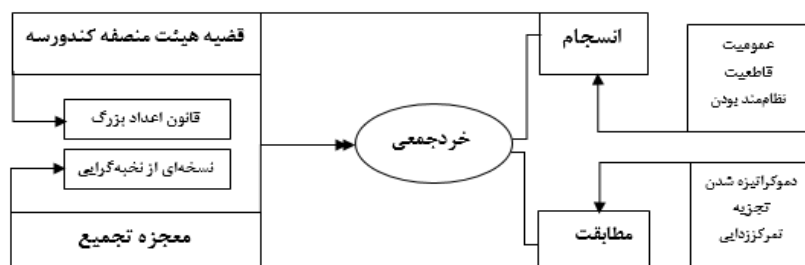 قضیه هیئت منصفه کندورسه
قانون اعداد بزرگ
نسخه‌ای از نخبه‌گرایی
معجزه تجمیع
خردجمعی
انسجام
مطابقت
عمومیت
قاطعیت
نظام‌مند بودن
دموکراتیزه شدن
تجزیه
تمرکززدایی